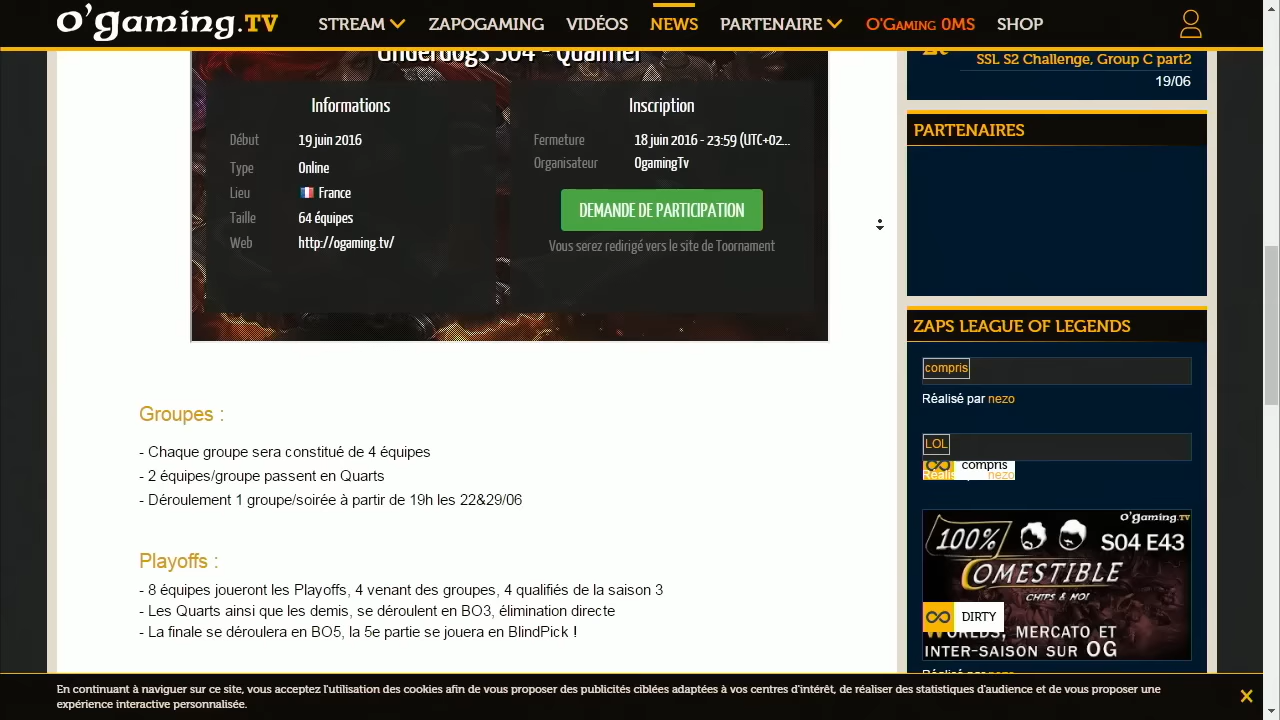 O'GAMING.TV STREAM ZAPOGAMING VIDÉOS NEWS PARTENAIRE O'GAMING 0MS SHOP
Underdogs S04 - Qualifier
Informations
Début 19 juin 2016
Type Online
Lieu France
Taille 64 équipes
Web http://ogaming.tv/
Inscription
Fermeture 18 juin 2016 - 23:59 (UTC+02...
Organisateur OgamingTv
DEMANDE DE PARTICIPATION
Vous serez redirigé vers le site de Toornament
Groupes :
- Chaque groupe sera constitué de 4 équipes
- 2 équipes/groupe passent en Quarts
- Déroulement 1 groupe/soirée à partir de 19h les 22&29/06
Playoffs :
- 8 équipes joueront les Playoffs, 4 venant des groupes, 4 qualifiés de la saison 3
- Les Quarts ainsi que les demis, se déroulent en BO3, élimination directe
- La finale se déroulera en BO5, la 5e partie se jouera en BlindPick !
SSL S2 Challenge, Group C part2
19/06
PARTENAIRES
ZAPS LEAGUE OF LEGENDS
compris
Réalisé par nezo
LOL
compris
nezo
O'GAMING.TV
100%
S04 E43
COMESTIBLE
CHIPS & NOI
DIRTY
WORLDS, MERCATO ET
INTER-SAISON SUR OG
En continuant à naviguer sur ce site, vous acceptez l'utilisation des cookies afin de vous proposer des publicités ciblées adaptées à vos centres d'intérêt, de réaliser des statistiques d'audience et de vous proposer une
expérience interactive personnalisée.